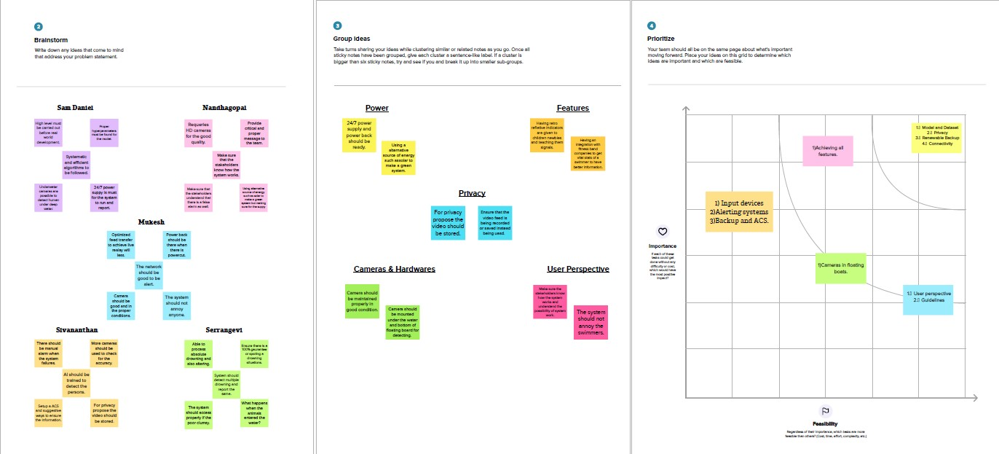 2
Brainstorm
Write down any ideas that come to mind
that address your problem statement.
Sam Daniel
High level must
be carried out
before real
world
development.
Proper
hyperparameters
must be found for
the model
Systematic
and efficient
algorithms to
be followed.
Underwater
cameras are
possible to
detect human
under deep
water.
24/7 power
suppy is must
for the system
to run and
report.
Nandhagopal
Requeries
HD cameras
for the good
quality.
Provide
critical and
proper
message to
the team.
Make sure
that the
stakeholders
know how the
system works.
Make sure that
the stakeholders
understand that
there is a false
alarm as well.
Using alternative
source of energy
such as solar to
make a green
system but making
sure for the suppy
Mukesh
Optimized
feed transfer
to achieve live
realay will
less.
Power back
should be
there when
there is
powercut.
The network
should be
good to be
alert.
Camera
should be
good and in
the proper
conditions.
The system
should not
annoy
anyone.
Sivananthan
There should
be manual
alarm when
the system
failures.
More cameras
should be
used to check
for the
accuracy.
AI should be
trained to
detect the
persons.
Setup a ACS
and suggestive
ways to ensure
the information.
For privacy
propose the
video should
be stored.
Serrangevi
Able to
process
absolute
drowning and
also altering.
Ensure there is a
100% gaurantee
or spoting a
drowning
situations.
System should
detect multiple
drowning and
report the
same.
The system
should access
properly if the
poor clumsy.
What happens
when the
animals
entered the
water?
3
Group ideas
Take turns sharing your ideas while clustering similar or related notes as you go. Once all
sticky notes have been grouped, give each cluster a sentence-like label. If a cluster is
bigger than six sticky notes, try and see if you and break it up into smaller sub-groups.
Power
24/7 power
supply and
power back
should be
ready.
Using a
alternative
source of energy
such assolor to
make a green
system.
Features
Having retro
refletive indicators
are given to
children newbies
and teaching them
signals.
Having an
integration with
fitness band
companies to get
vital stats of a
swimmer to have
better information.
Privacy
For privacy
propose the
video should
be stored.
Ensure that the
video feed is
being recorded
or saved instead
being used.
Cameras & Hardwares
Camera should
be maintained
properly in
good condition.
Camera should
be mounted
under the water
and bottom of
floating board for
detecting.
User Perspective
Make sure the
stakeholders know
how the system
works and
understand the
possibility of system
work.
The system
should not
annoy the
swimmers.
4
Prioritize
Your team should all be on the same page about what's important
moving forward. Place your ideas on this grid to determine which
ideas are important and which are feasible.
1) Model and Dataset
2) Privacy
3) Renewable Backup
4) Connectivity
1)Achieving all
features.
1) Input devices
2)Alerting systems
3)Backup and ACS.
1)Cameras in floating
boats.
1) User perspective
2) Guidelines
Importance
If each of these
tasks could get
done without any
difficulty or cost,
which would have
the most positive
impact?
Feasibility
Regardless of their importance, which tasks are more
feasible than others? (Cost, time, effort, complexity, etc.)